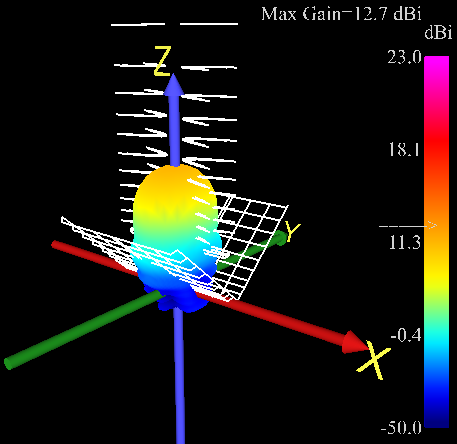 Max Gain=12.7 dBi
dBi
23.0
Z
18.1
Y
11.3
-0.4
X
-50.0